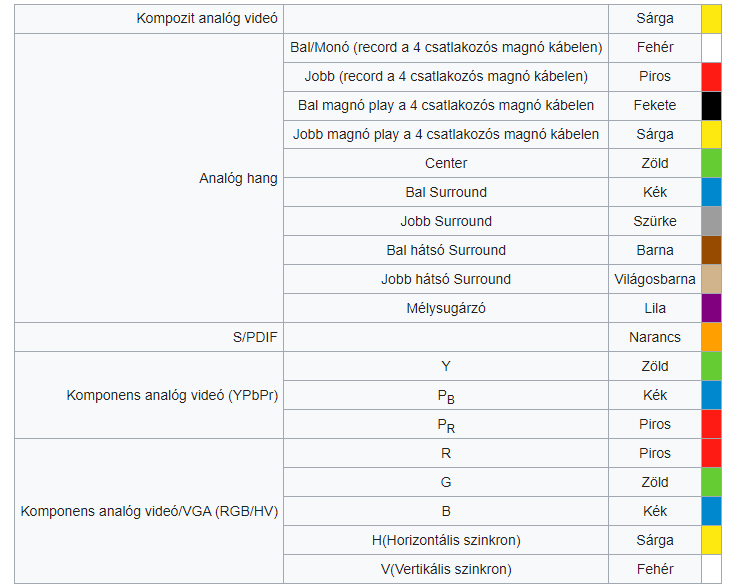 Kompozit analóg videó Sárga
Bal/Monó (record a 4 csatlakozós magnó kábelen) Fehér
Jobb (record a 4 csatlakozós magnó kábelen) Piros
Bal magnó play a 4 csatlakozós magnó kábelen Fekete
Jobb magnó play a 4 csatlakozós magnó kábelen Sárga
Center Zöld
Analóg hang
Bal Surround Kék
Jobb Surround Szürke
Bal hátsó Surround Barna
Jobb hátsó Surround Világosbarna
Mélysugárzó Lila
S/PDIF Narancs
Y Zöld
Komponens analóg videó (YPbPr) PB Kék
PR Piros
R Piros
G Zöld
Komponens analóg videó/VGA (RGB/HV) B Kék
H(Horizontális szinkron) Sárga
V(Vertikális szinkron) Fehér